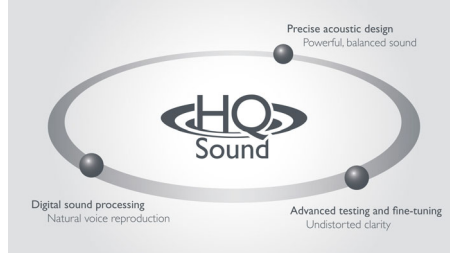 Precise acoustic design
Powerful, balanced sound
HQ
Sound
Digital sound processing
Natural voice reproduction
Advanced testing and fine-tuning
Undistorted clarity